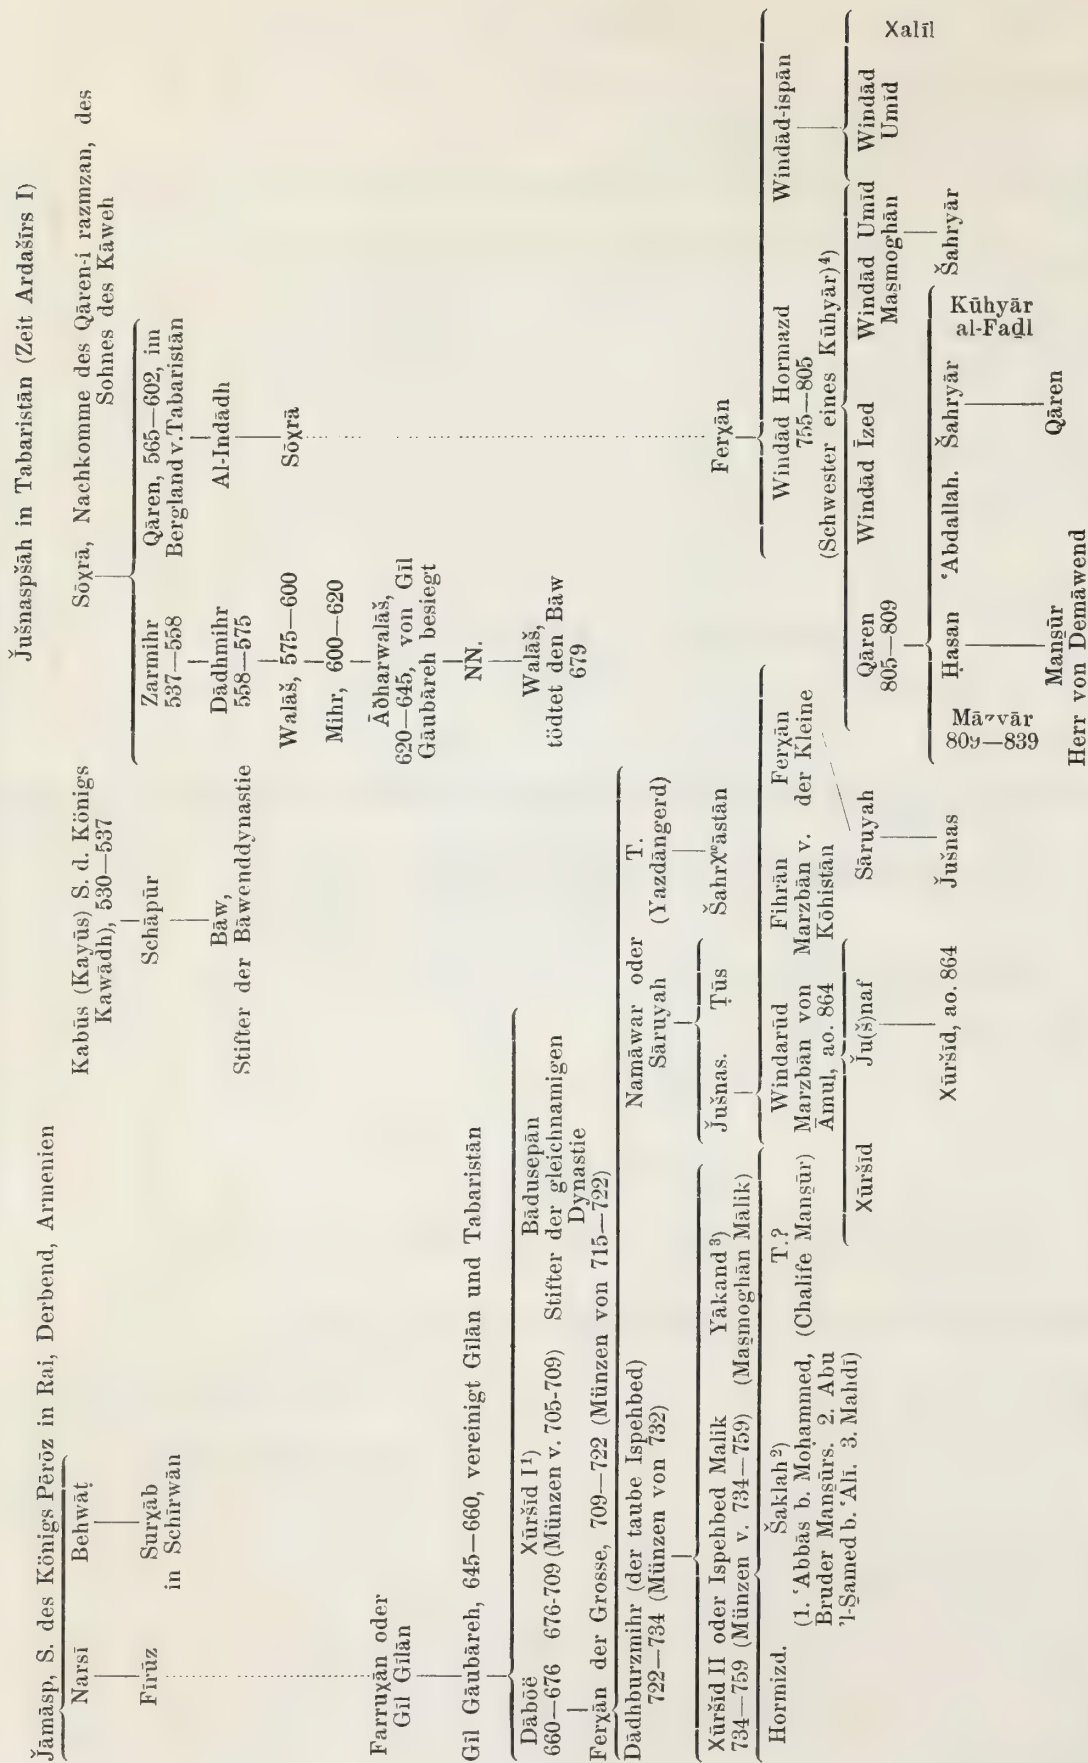 J̌ušnaspšāh in Tabaristān (Zeit Ardašīrs I)
J̌āmāsp, S. des Königs Pērōz in Rai, Derbend, Armenien
Narsī
Behwāṭ
Fīrūz
Surχāb
in Schīrwān
Farruχān oder
Gīl Gīlān
Gīl Gāubāreh, 645—660, vereinigt Gīlān und Tabaristān
Dābōë
660—676
Xūršīd I¹)
676-709 (Münzen v. 705-709)
Bādusepān
Stifter der gleichnamigen
Dynastie
Ferχān der Grosse, 709—722 (Münzen von 715—722)
Dādhburzmihr (der taube Ispehbed)
722—734 (Münzen von 732)
Namāwar oder
Sāruyah
T.
(Yazdāngerd)
Xūršīd II oder Ispehbed Malik
734—759 (Münzen v. 734—759)
Yākand³)
(Maṣmoghān Mālik)
J̌ušnas.
Ṭūs
Šahrχʷāstān
Hormizd.
Šaklah²)
(1. ʿAbbās b. Moḥammed,
Bruder Manṣūrs. 2. Abu
'l-Ṣamed b. ʿAlī. 3. Mahdī)
T.?
(Chalife Manṣūr)
Windarūd
Marzbān von
Āmul, ao. 864
Fihrān
Marzbān v.
Kōhistān
Ferχān
der Kleine
Xūršīd
J̌u(š)naf
Sāruyah
Xūršīd, ao. 864
J̌ušnas
Kabūs (Kayūs) S. d. Königs
Kawādh), 530—537
Schāpūr
Bāw,
Stifter der Bāwenddynastie
Sōχrā, Nachkomme des Qāren-i razmzan, des
Sohnes des Kāweh
Zarmihr
537—558
Qāren, 565—602, im
Bergland v. Tabaristān
Dādhmihr
558—575
Al-Indādh
Walāš, 575—600
Sōχrā
Mihr, 600—620
Āδharwalāš,
620—645, von Gīl
Gāubāreh besiegt
NN.
Walāš,
tödtet den Bāw
679
Ferχān
Windād Hormazd
755—805
(Schwester eines Kūhyār)⁴)
Windād-ispān
Qāren
805—809
Windād Īzed
Windād Umīd
Maṣmoghān
Windād
Umīd
Xalīl
Māzyār
809—839
Ḥasan
ʿAbdallah.
Šahryār
Kūhyār
al-Faḍl
Šahryār
Manṣūr
Herr von Demāwend
Qāren